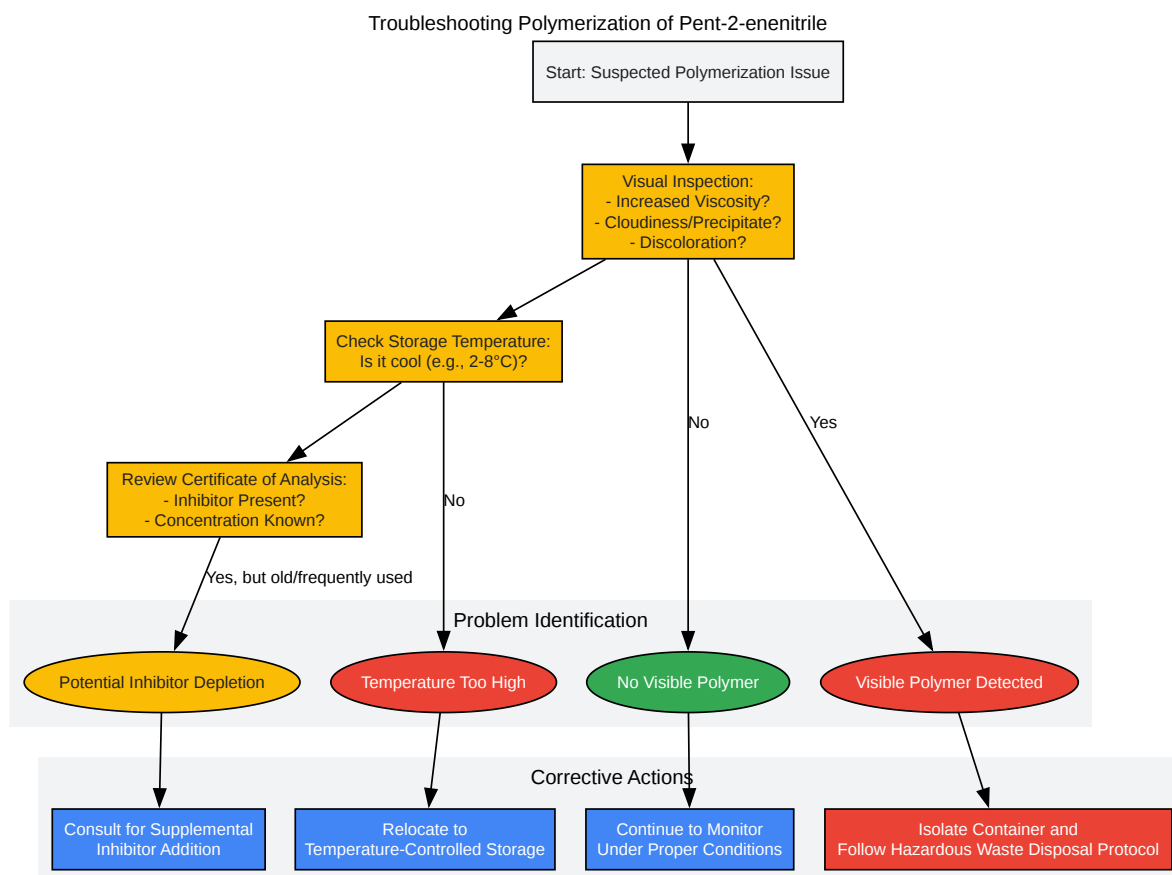 Troubleshooting Polymerization of Pent-2-enenitrile
Start: Suspected Polymerization Issue
Visual Inspection:
- Increased Viscosity?
- Cloudiness/Precipitate?
- Discoloration?
Check Storage Temperature:
Is it cool (e.g., 2-8°C)?
No
Yes
Review Certificate of Analysis:
- Inhibitor Present?
- Concentration Known?
No
Yes, but old/frequently used
Problem Identification
Potential Inhibitor Depletion
Temperature Too High
No Visible Polymer
Visible Polymer Detected
Corrective Actions
Consult for Supplemental
Inhibitor Addition
Relocate to
Temperature-Controlled Storage
Continue to Monitor
Under Proper Conditions
Isolate Container and
Follow Hazardous Waste Disposal Protocol